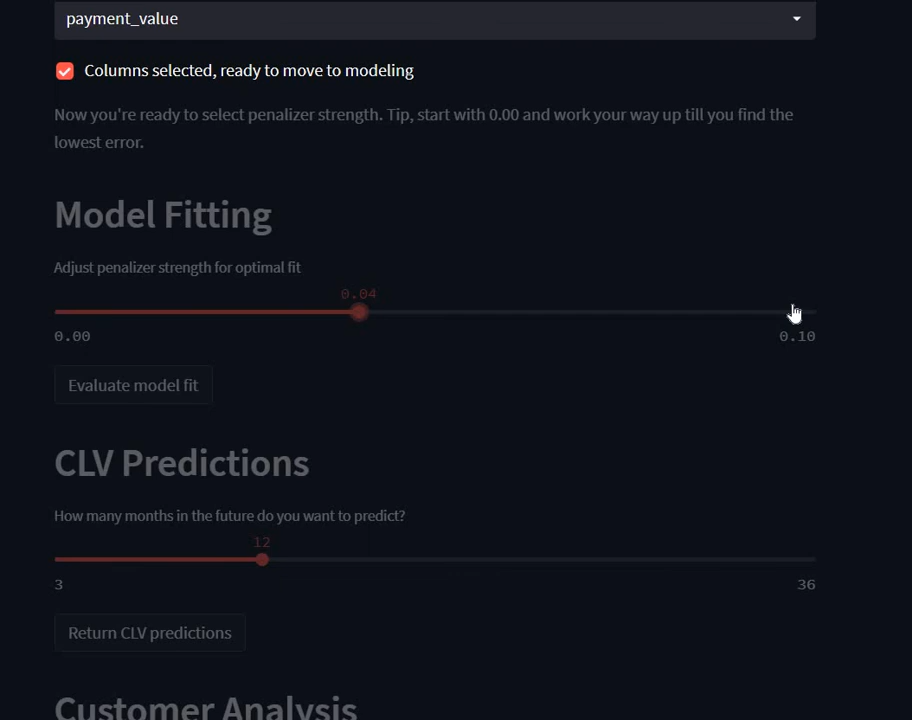 payment_value
Columns selected, ready to move to modeling
Now you're ready to select penalizer strength. Tip, start with 0.00 and work your way up till you find the
lowest error.
Model Fitting
Adjust penalizer strength for optimal fit
0.04
0.00 0.10
Evaluate model fit
CLV Predictions
How many months in the future do you want to predict?
12
3 36
Return CLV predictions
Customer Analysis